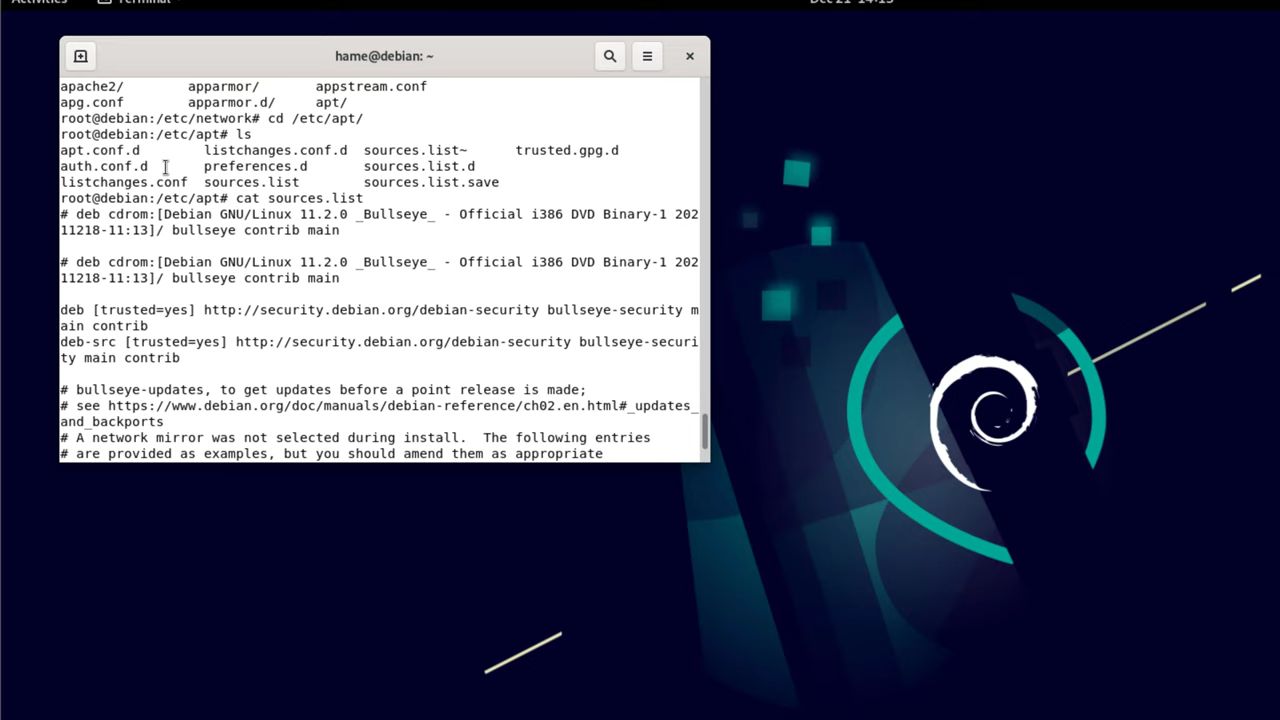 Activities Terminal Dec 21 14:13
hame@debian: ~
apache2/        apparmor/       appstream.conf
apg.conf        apparmor.d/     apt/
root@debian:/etc/network# cd /etc/apt/
root@debian:/etc/apt# ls
apt.conf.d        listchanges.conf.d  sources.list~      trusted.gpg.d
auth.conf.d       preferences.d       sources.list.d
listchanges.conf  sources.list        sources.list.save
root@debian:/etc/apt# cat sources.list
# deb cdrom:[Debian GNU/Linux 11.2.0 _Bullseye_ - Official i386 DVD Binary-1 202
11218-11:13]/ bullseye contrib main
# deb cdrom:[Debian GNU/Linux 11.2.0 _Bullseye_ - Official i386 DVD Binary-1 202
11218-11:13]/ bullseye contrib main
deb [trusted=yes] http://security.debian.org/debian-security bullseye-security m
ain contrib
deb-src [trusted=yes] http://security.debian.org/debian-security bullseye-securi
ty main contrib
# bullseye-updates, to get updates before a point release is made;
# see https://www.debian.org/doc/manuals/debian-reference/ch02.en.html#_updates_
and_backports
# A network mirror was not selected during install.  The following entries
# are provided as examples, but you should amend them as appropriate